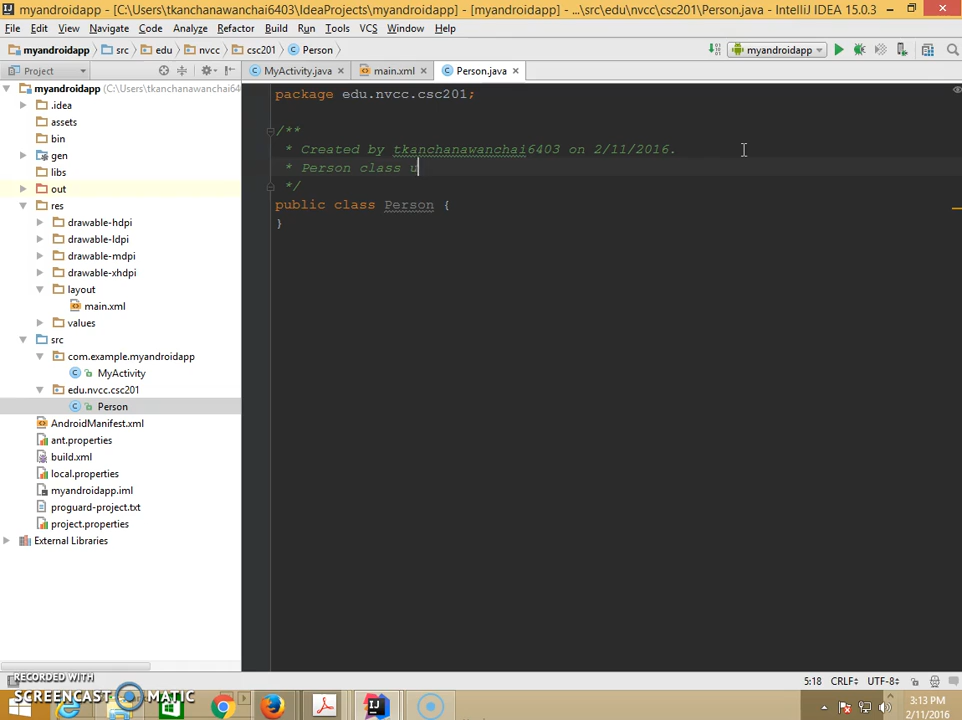 myandroidapp - [C:\Users\tkanchanawanchai6403\IdeaProjects\myandroidapp] - [myandroidapp] - ...\src\edu\nvcc\csc201\Person.java - IntelliJ IDEA 15.0.3
File Edit View Navigate Code Analyze Refactor Build Run Tools VCS Window Help
myandroidapp src edu nvcc csc201 Person myandroidapp
Project MyActivity.java main.xml Person.java
myandroidapp (C:\Users\tkanchanawanchai64
.idea
assets
bin
gen
libs
out
res
drawable-hdpi
drawable-ldpi
drawable-mdpi
drawable-xhdpi
layout
main.xml
values
src
com.example.myandroidapp
MyActivity
edu.nvcc.csc201
Person
AndroidManifest.xml
ant.properties
build.xml
local.properties
myandroidapp.iml
proguard-project.txt
project.properties
External Libraries
package edu.nvcc.csc201;
/**
* Created by tkanchanawanchai6403 on 2/11/2016.
* Person class u
*/
public class Person {
}
5:18 CRLF UTF-8
RECORDED WITH
SCREENCAST MATIC
3:13 PM
2/11/2016